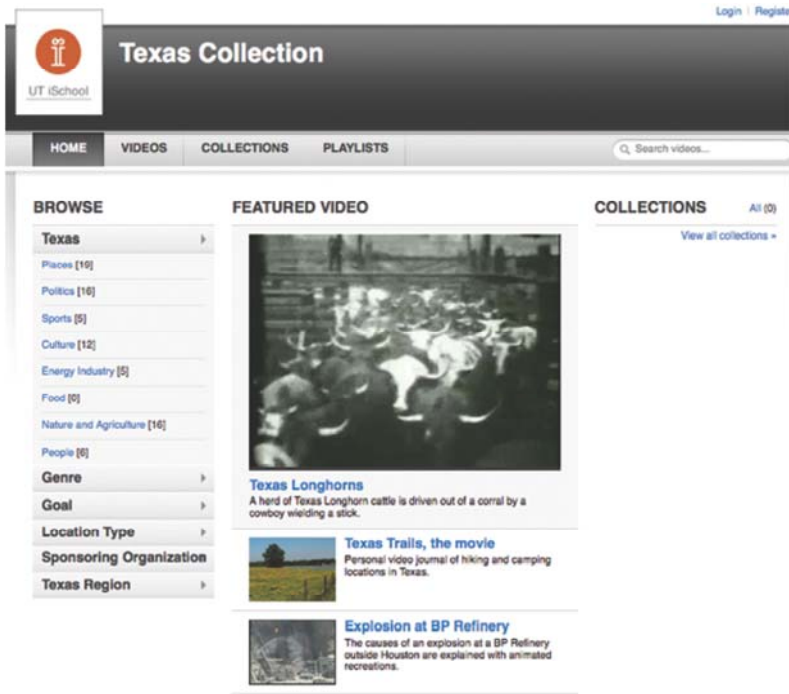 Login | Registe
UT iSchool
Texas Collection
HOME VIDEOS COLLECTIONS PLAYLISTS
Search videos...
BROWSE
Texas
Places [19]
Politics [16]
Sports [5]
Culture [12]
Energy Industry [5]
Food [0]
Nature and Agriculture [16]
People [6]
Genre
Goal
Location Type
Sponsoring Organization
Texas Region
FEATURED VIDEO
Texas Longhorns
A herd of Texas Longhorn cattle is driven out of a corral by a
cowboy wielding a stick.
Texas Trails, the movie
Personal video journal of hiking and camping
locations in Texas.
Explosion at BP Refinery
The causes of an explosion at a BP Refinery
outside Houston are explained with animated
recreations.
COLLECTIONS All (0)
View all collections »